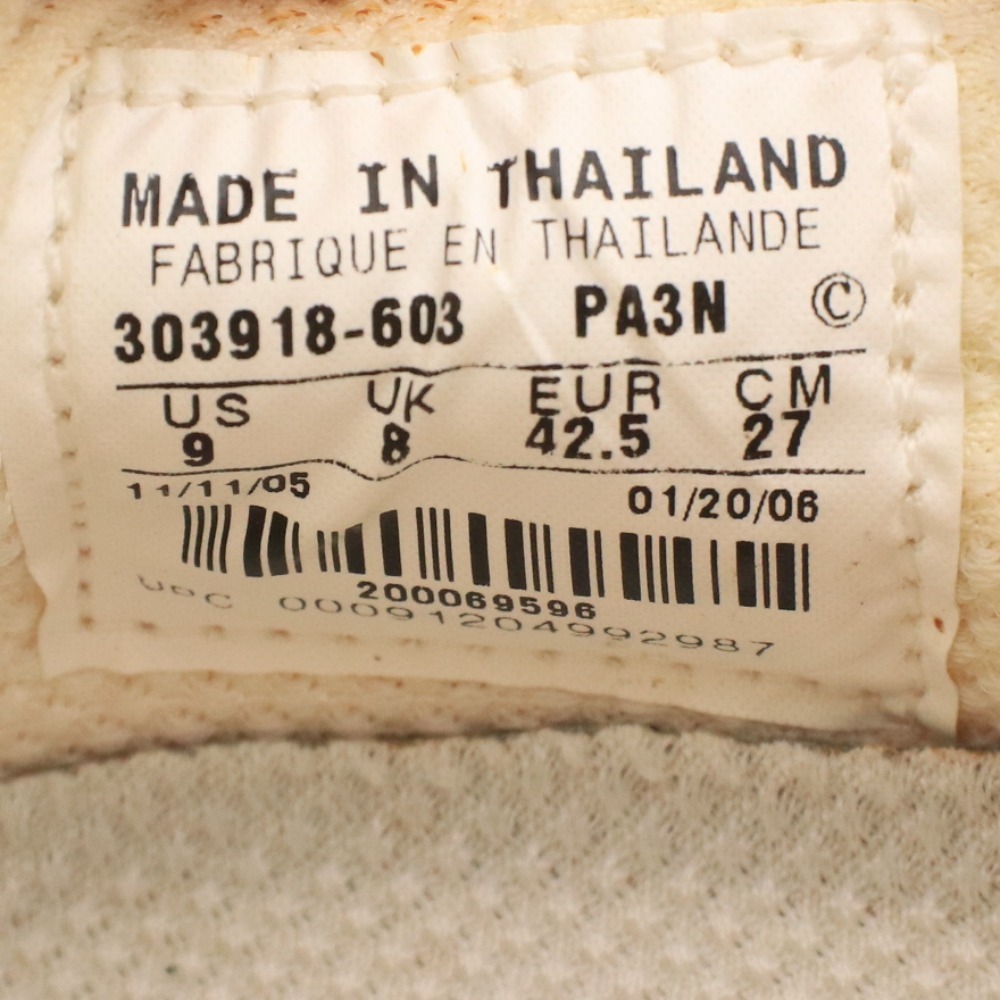 MADE IN THAILAND
FABRIQUE EN THAILANDE
303918-603 PA3N ©
US UK EUR CM
9 8 42.5 27
11/11/05 01/20/06
200069596
UPC 00091204992987